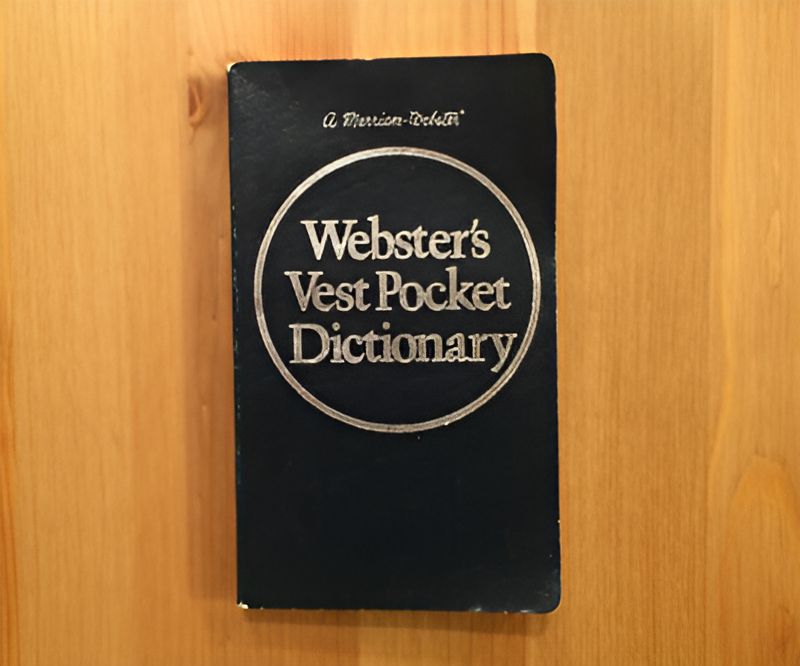 A Merriam-Webster®
Webster's
Vest Pocket
Dictionary